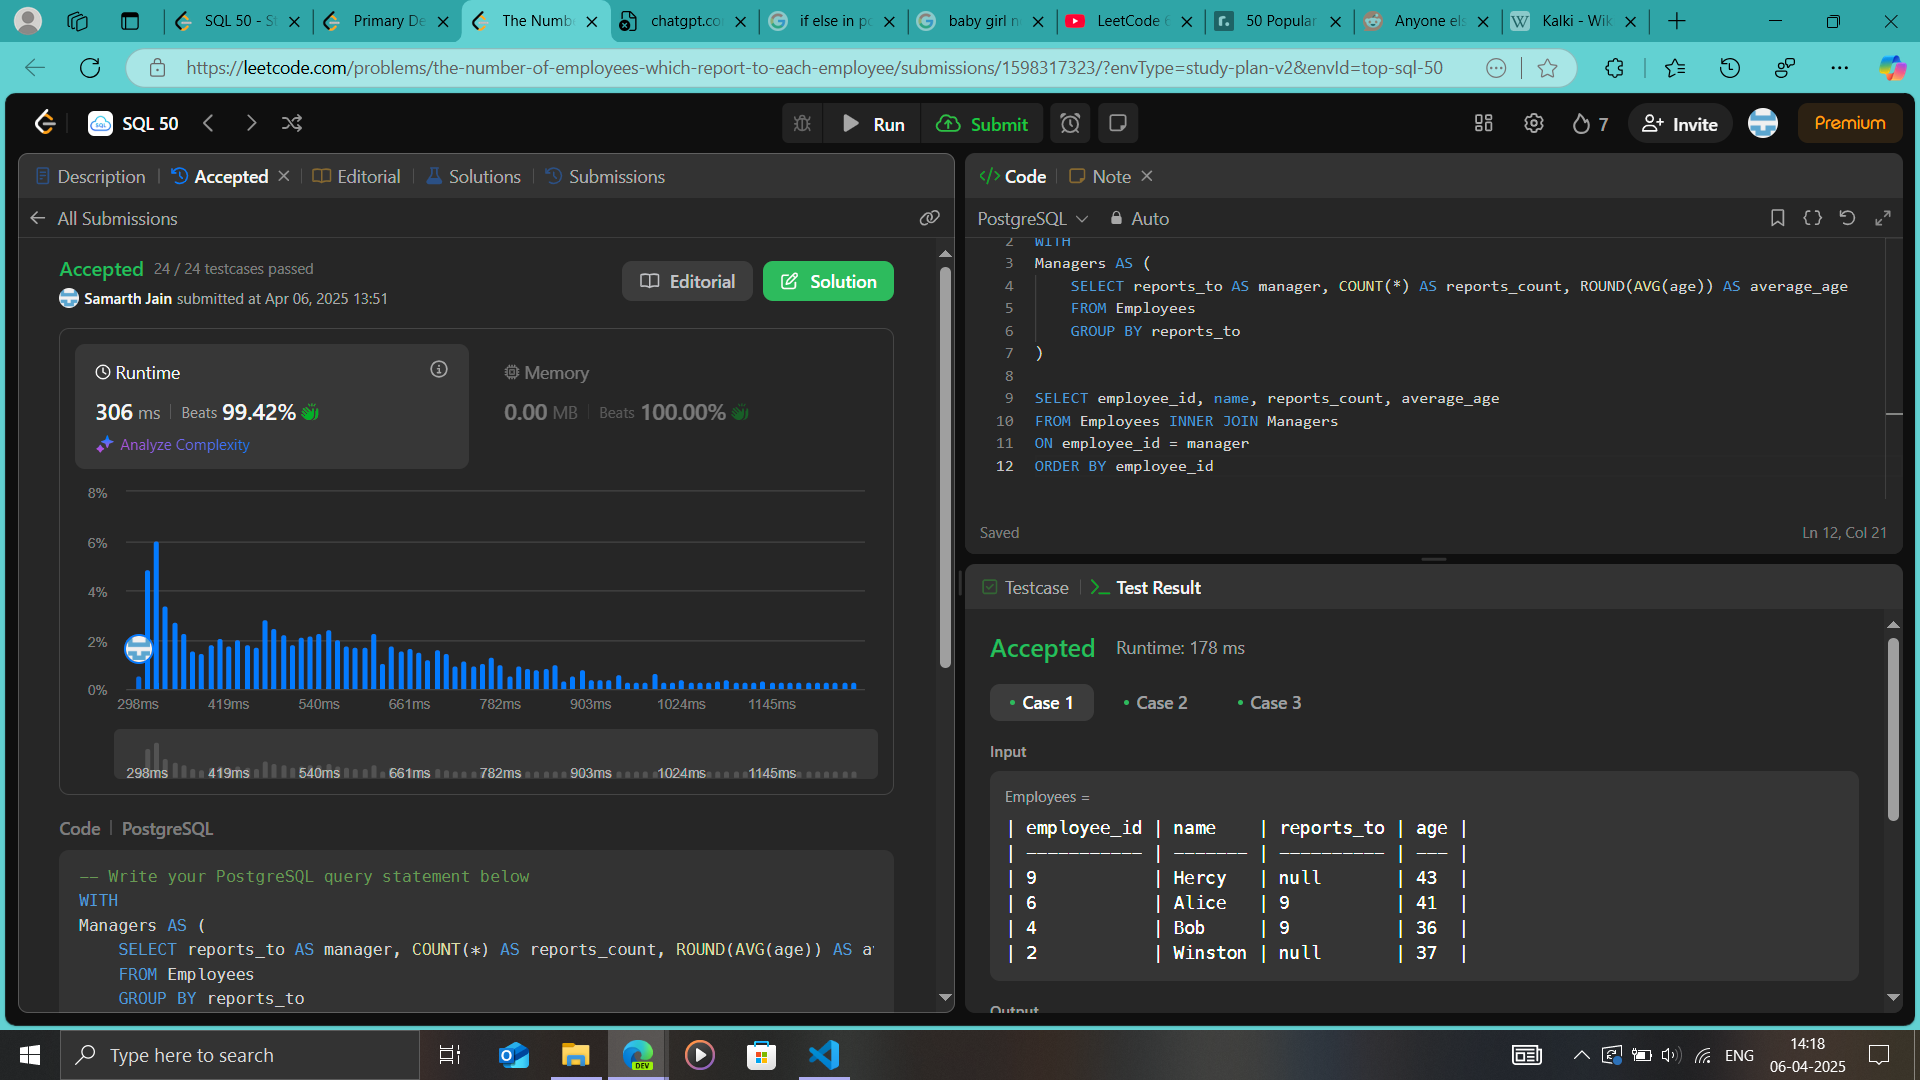 SQL 50 - St
Primary De
The Numbe
chatgpt.co
if else in po
baby girl n
LeetCode 6
50 Popular
Anyone els
Kalki - Wik
https://leetcode.com/problems/the-number-of-employees-which-report-to-each-employee/submissions/1598317323/?envType=study-plan-v2&envId=top-sql-50
SQL 50
Run
Submit
7
Invite
Premium
Description
Accepted
Editorial
Solutions
Submissions
All Submissions
Accepted 24 / 24 testcases passed
Samarth Jain submitted at Apr 06, 2025 13:51
Editorial
Solution
Runtime
306 ms | Beats 99.42%
Analyze Complexity
Memory
0.00 MB | Beats 100.00%
8%
6%
4%
2%
0%
298ms 419ms 540ms 661ms 782ms 903ms 1024ms 1145ms
298ms 419ms 540ms 661ms 782ms 903ms 1024ms 1145ms
Code | PostgreSQL
-- Write your PostgreSQL query statement below
WITH
Managers AS (
SELECT reports_to AS manager, COUNT(*) AS reports_count, ROUND(AVG(age)) AS
FROM Employees
GROUP BY reports_to
Code
Note
PostgreSQL
Auto
2 WITH
3 Managers AS (
4 SELECT reports_to AS manager, COUNT(*) AS reports_count, ROUND(AVG(age)) AS average_age
5 FROM Employees
6 GROUP BY reports_to
7 )
8
9 SELECT employee_id, name, reports_count, average_age
10 FROM Employees INNER JOIN Managers
11 ON employee_id = manager
12 ORDER BY employee_id
Saved
Ln 12, Col 21
Testcase
Test Result
Accepted Runtime: 178 ms
Case 1
Case 2
Case 3
Input
Employees =
| employee_id | name | reports_to | age |
| ----------- | ------- | ---------- | --- |
| 9 | Hercy | null | 43 |
| 6 | Alice | 9 | 41 |
| 4 | Bob | 9 | 36 |
| 2 | Winston | null | 37 |
Output
Type here to search
DEV
ENG
14:18
06-04-2025